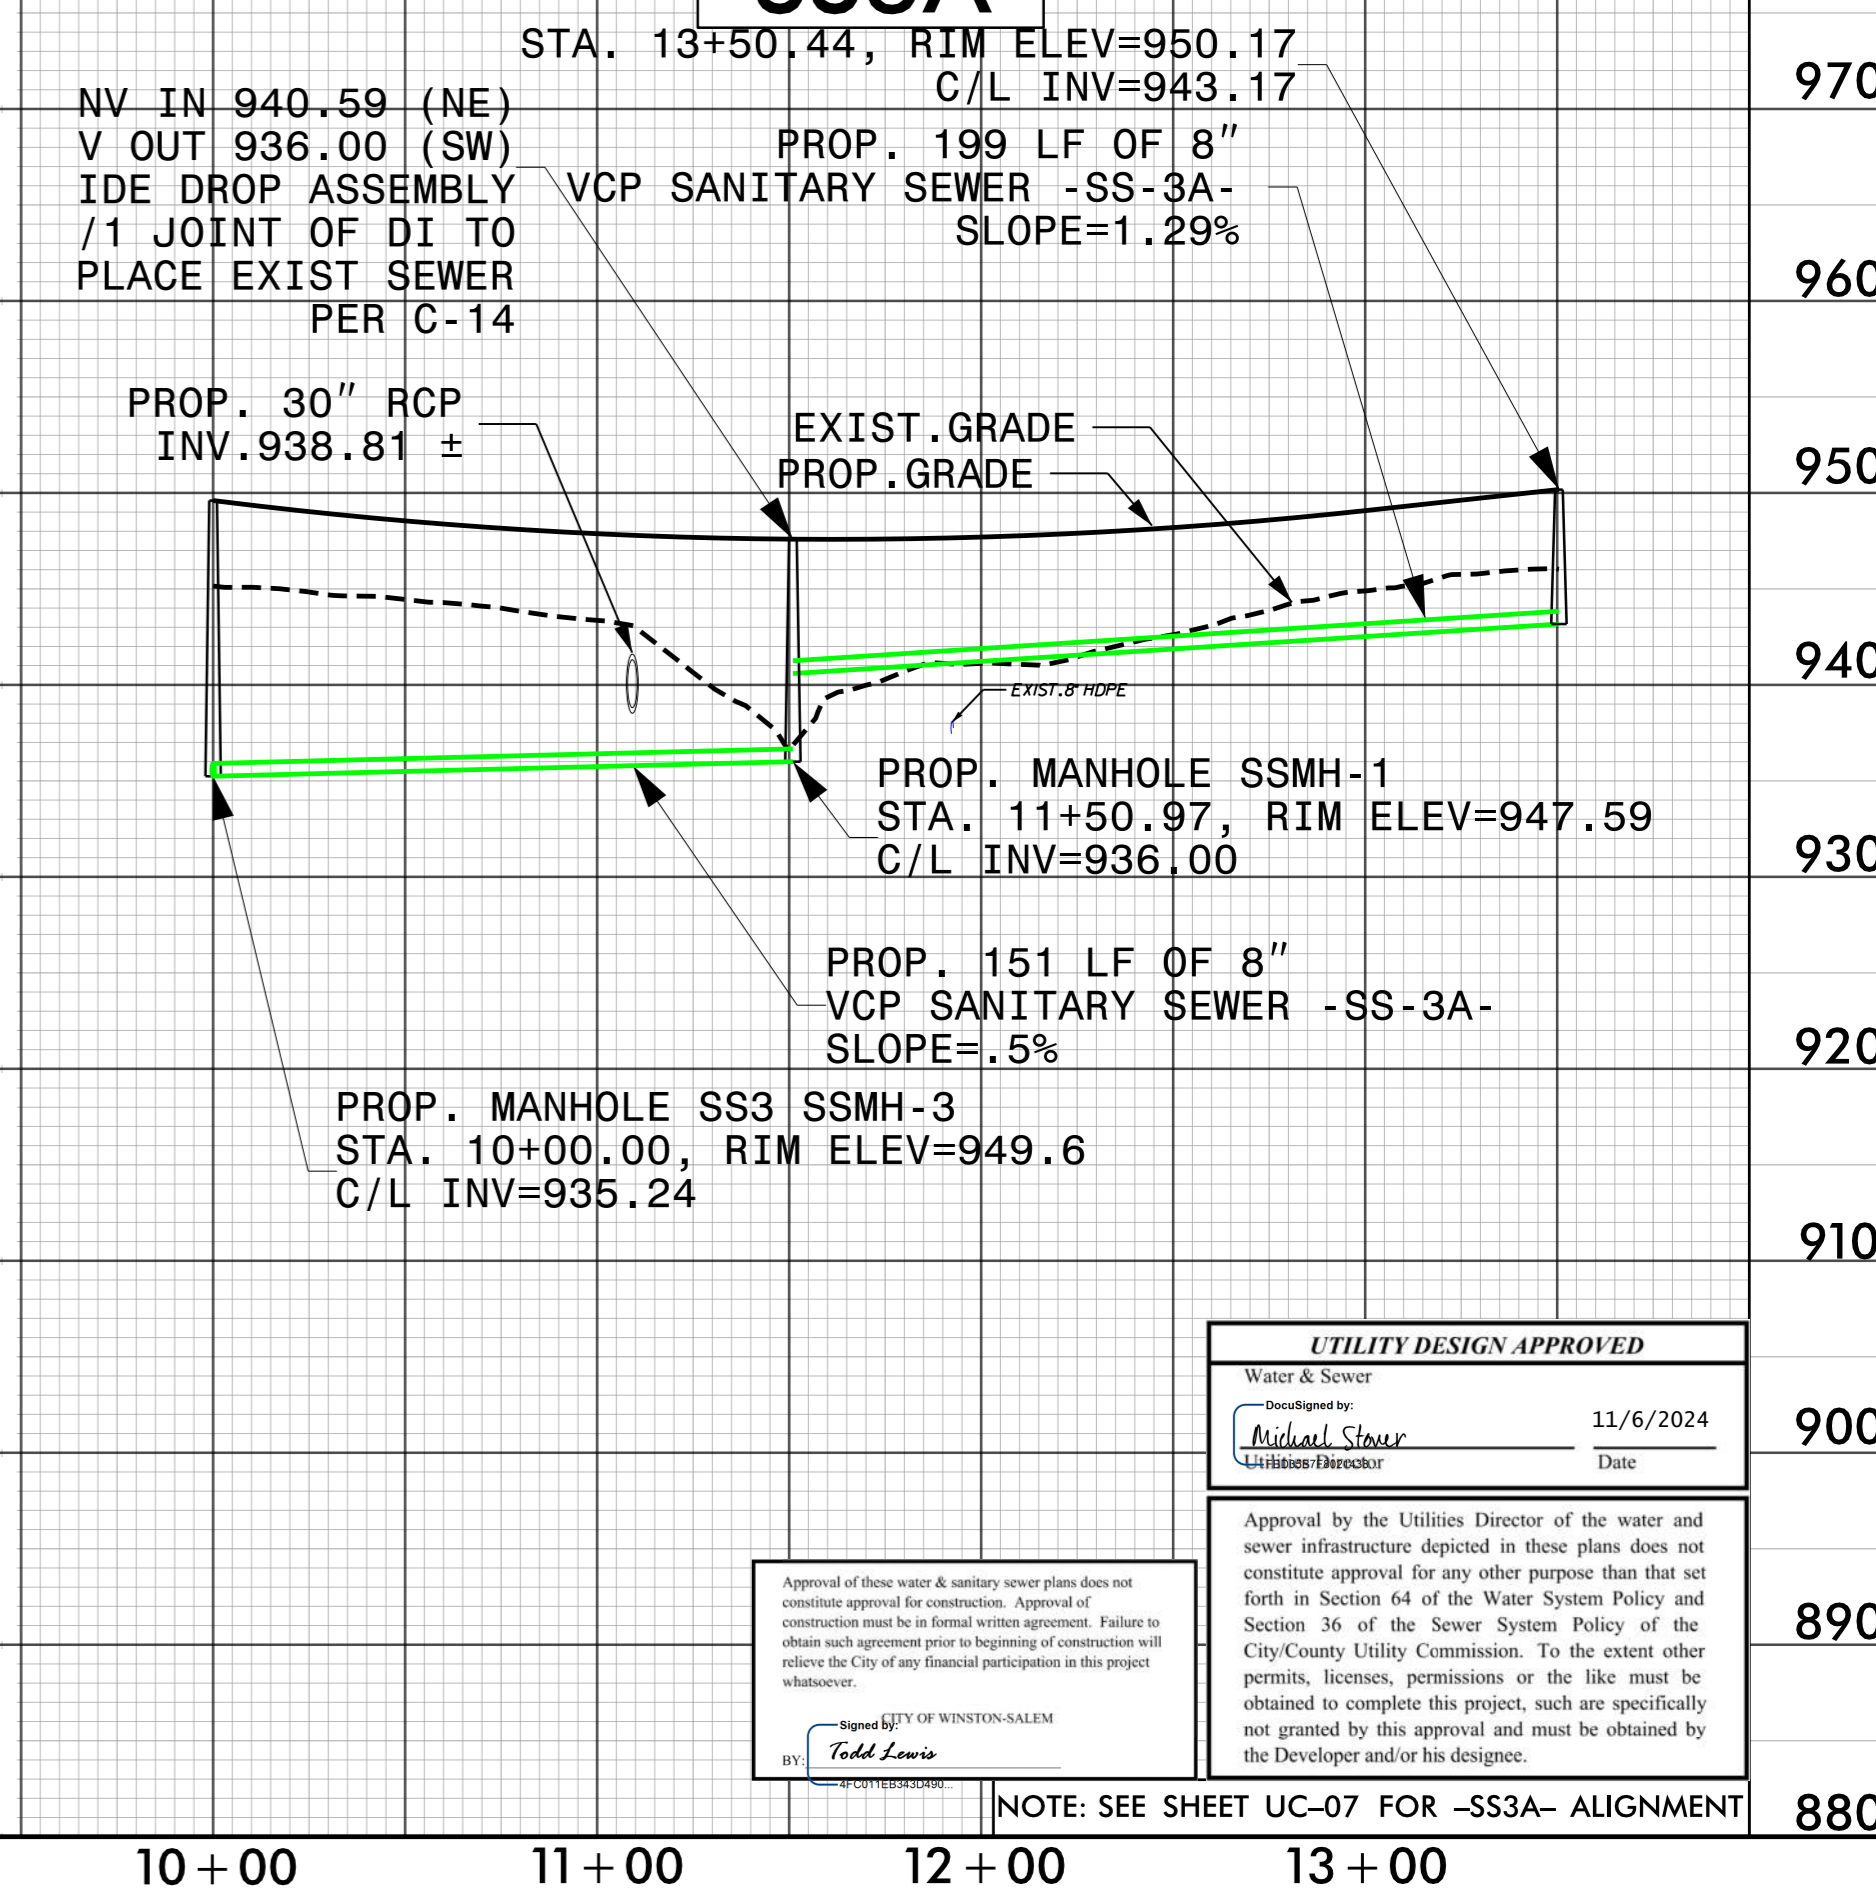 STA. 13+50.44, RIM ELEV=950.17
C/L INV=943.17
NV IN 940.59 (NE)
V OUT 936.00 (SW)
IDE DROP ASSEMBLY
/1 JOINT OF DI TO
PLACE EXIST SEWER
PER C-14
PROP. 199 LF OF 8"
VCP SANITARY SEWER -SS-3A-
SLOPE=1.29%
PROP. 30" RCP
INV.938.81 ±
EXIST.GRADE
PROP.GRADE
EXIST.8" HDPE
PROP. MANHOLE SSMH-1
STA. 11+50.97, RIM ELEV=947.59
C/L INV=936.00
PROP. 151 LF OF 8"
VCP SANITARY SEWER -SS-3A-
SLOPE=.5%
PROP. MANHOLE SS3 SSMH-3
STA. 10+00.00, RIM ELEV=949.6
C/L INV=935.24
970
960
950
940
930
920
910
900
890
880
UTILITY DESIGN APPROVED
Water & Sewer
DocuSigned by:
Michael Stover
11/6/2024
Utilities Director
Date
Approval by the Utilities Director of the water and
sewer infrastructure depicted in these plans does not
constitute approval for any other purpose than that set
forth in Section 64 of the Water System Policy and
Section 36 of the Sewer System Policy of the
City/County Utility Commission. To the extent other
permits, licenses, permissions or the like must be
obtained to complete this project, such are specifically
not granted by this approval and must be obtained by
the Developer and/or his designee.
Approval of these water & sanitary sewer plans does not
constitute approval for construction. Approval of
construction must be in formal written agreement. Failure to
obtain such agreement prior to beginning of construction will
relieve the City of any financial participation in this project
whatsoever.
CITY OF WINSTON-SALEM
Signed by:
BY: Todd Lewis
4FC011EB343D490...
NOTE: SEE SHEET UC-07 FOR -SS3A- ALIGNMENT
10+00 11+00 12+00 13+00